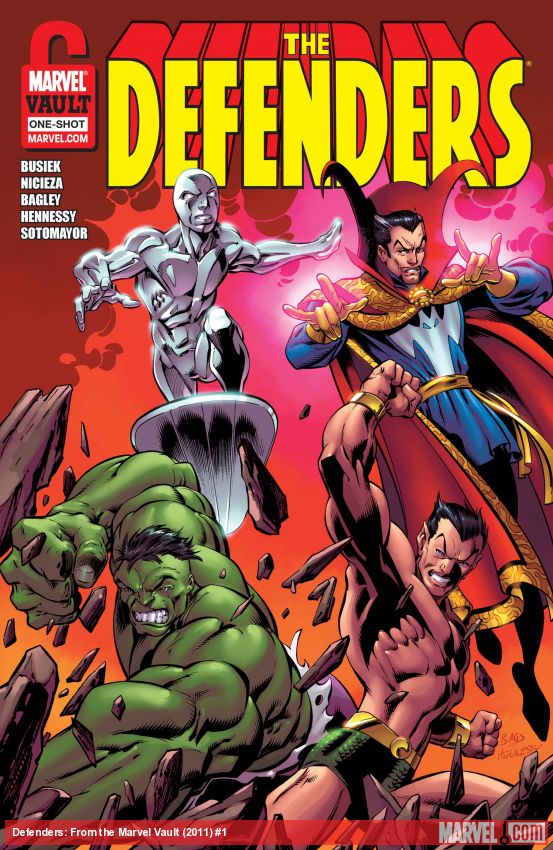 THE
DEFENDERS
MARVEL
VAULT
ONE-SHOT
MARVEL.COM
BUSIEK
NICIEZA
BAGLEY
HENNESSY
SOTOMAYOR
BAGS
Defenders: From the Marvel Vault (2011) #1
MARVEL.com